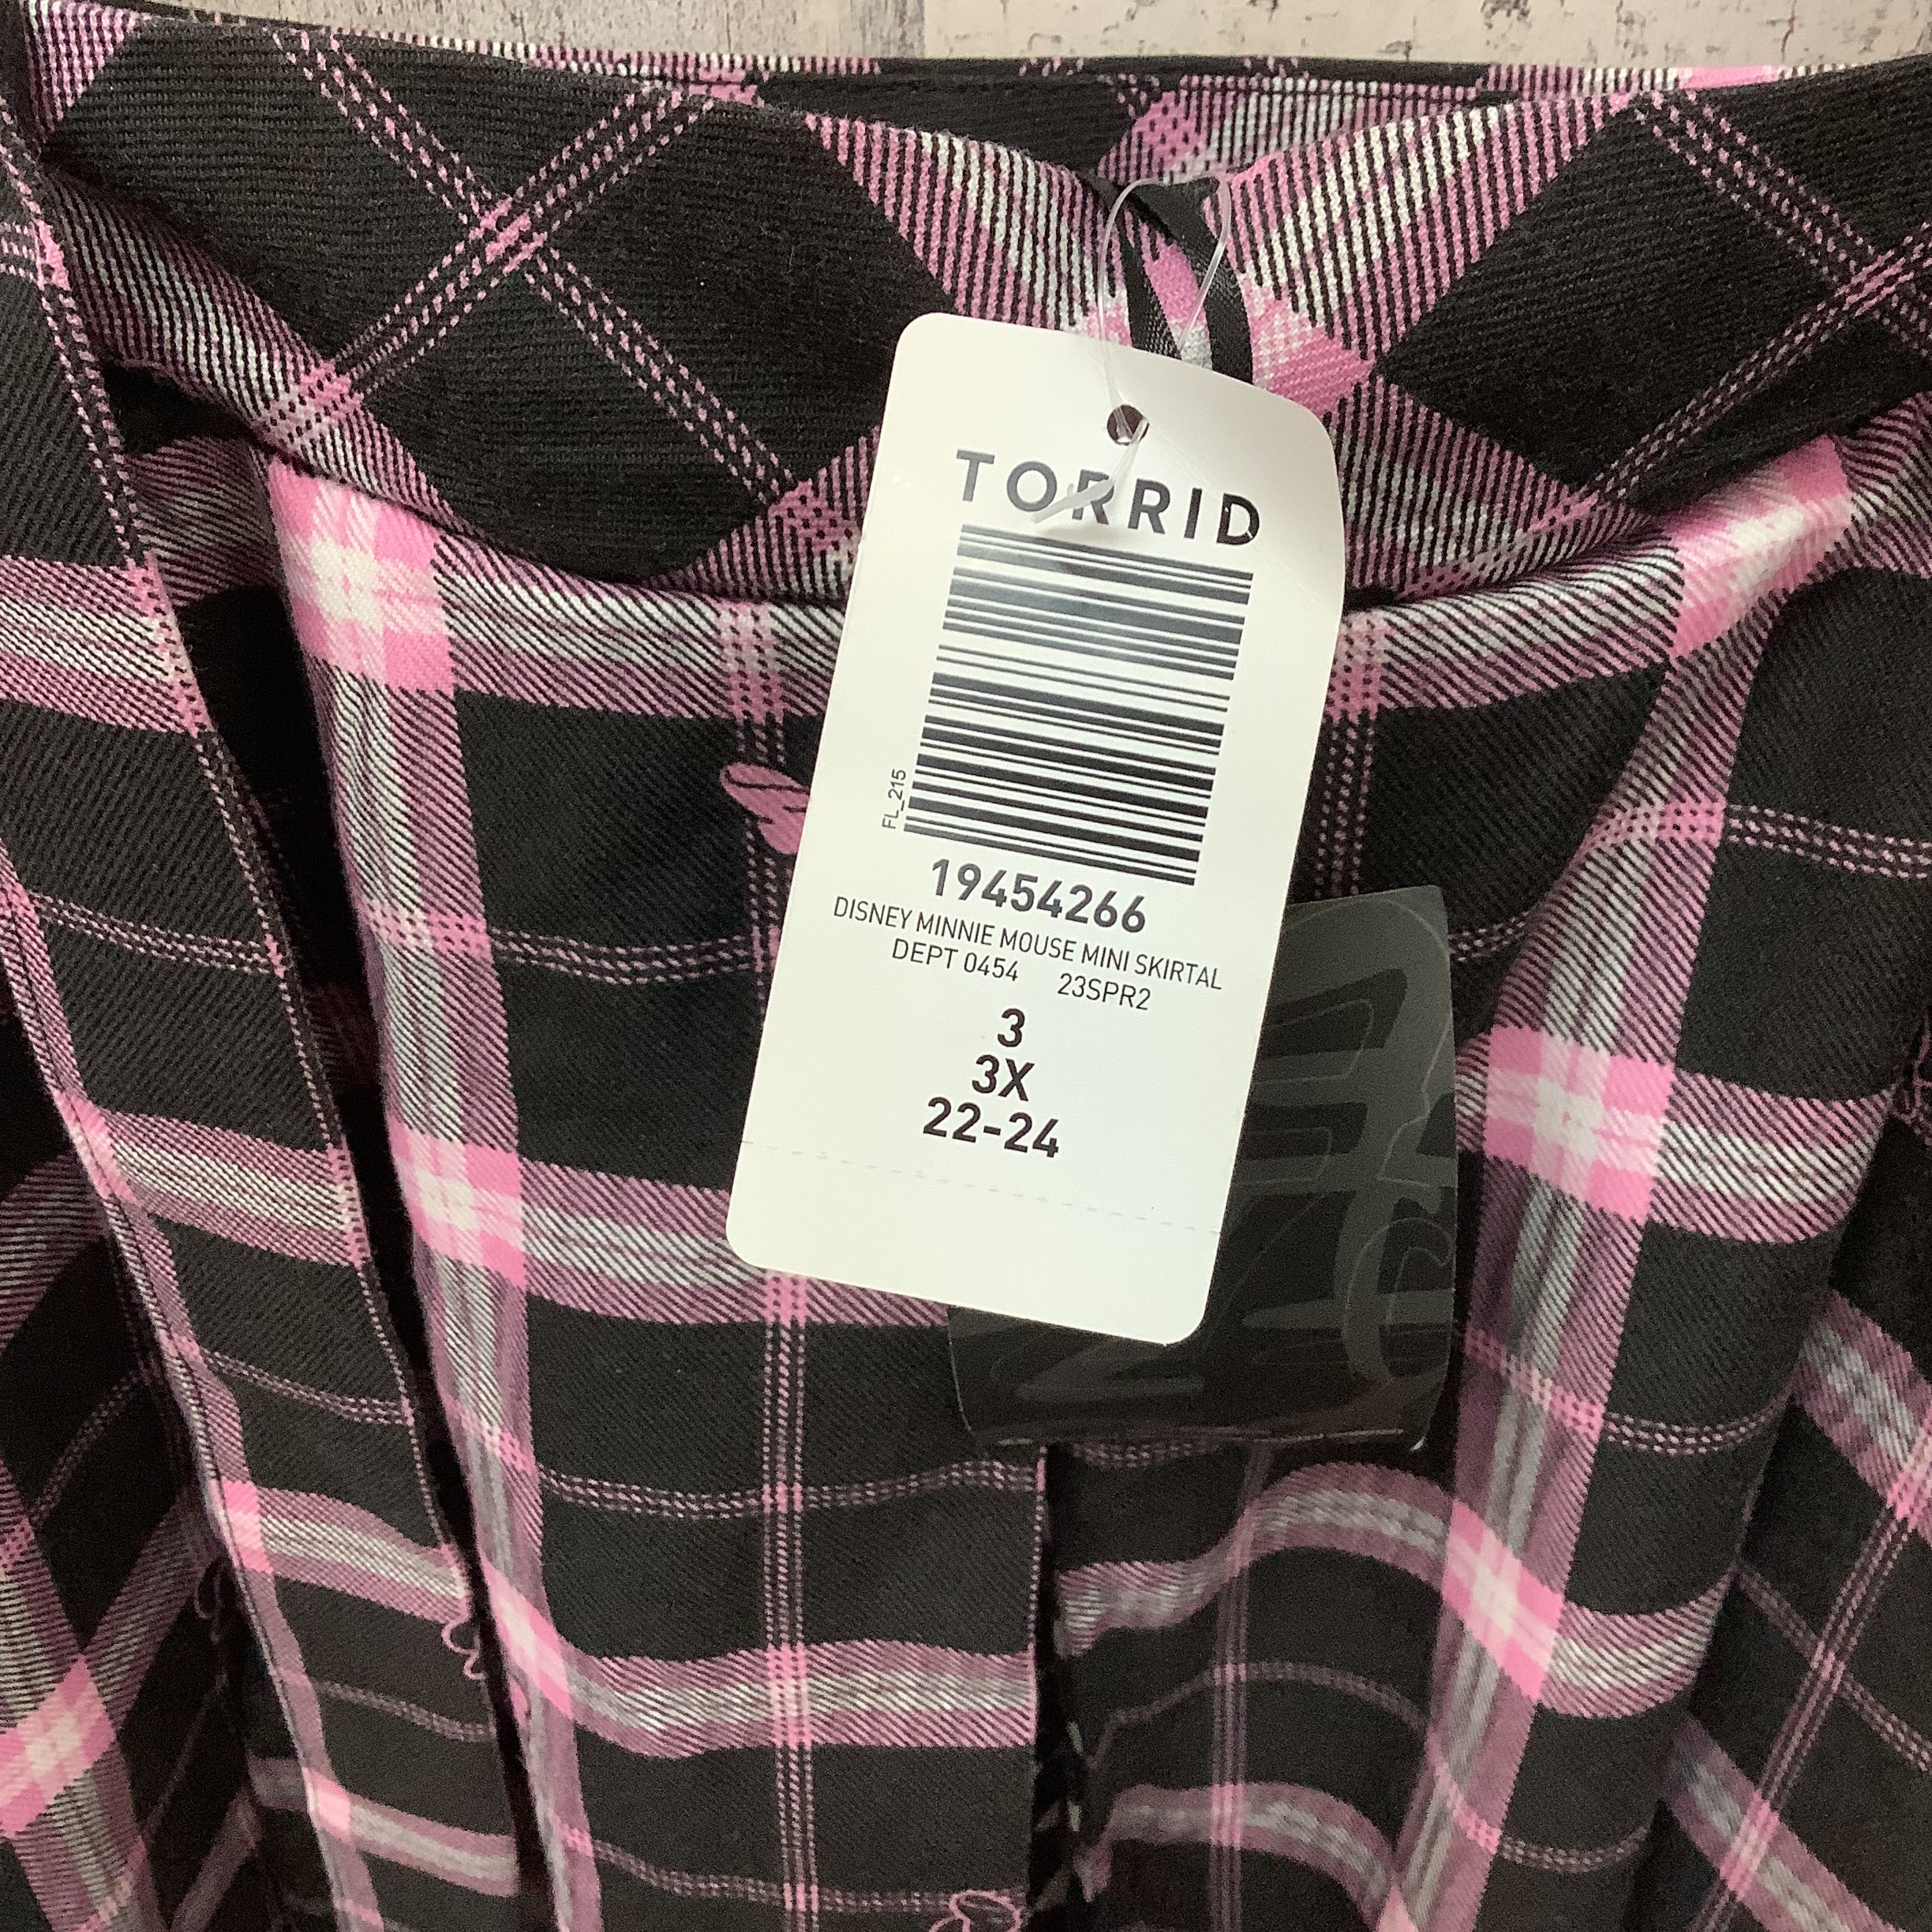 TORRID
FL_215
19454266
DISNEY MINNIE MOUSE MINI SKIRTAL
DEPT 0454 23SPR2
3
3X
22-24